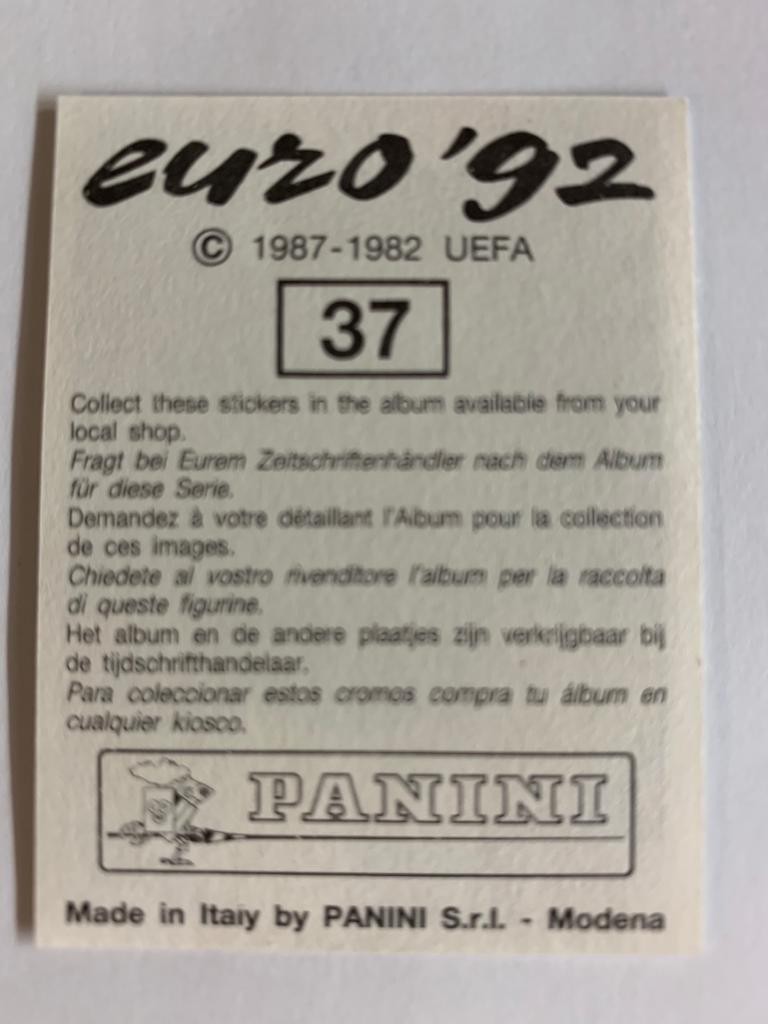 euro '92
© 1987-1982 UEFA
37
Collect these stickers in the album available from your
local shop.
Fragt bei Eurem Zeitschriftenhändler nach dem Album
für diese Serie.
Demandez à votre détaillant l'Album pour la collection
de ces images.
Chiedete al vostro rivenditore l'album per la raccolta
di queste figurine.
Het album en de andere plaatjes zijn verkrijgbaar bij
de tijdschrifthandelaar.
Para coleccionar estos cromos compra tu álbum en
cualquier kiosco.
PANINI
Made in Italy by PANINI S.r.l. - Modena